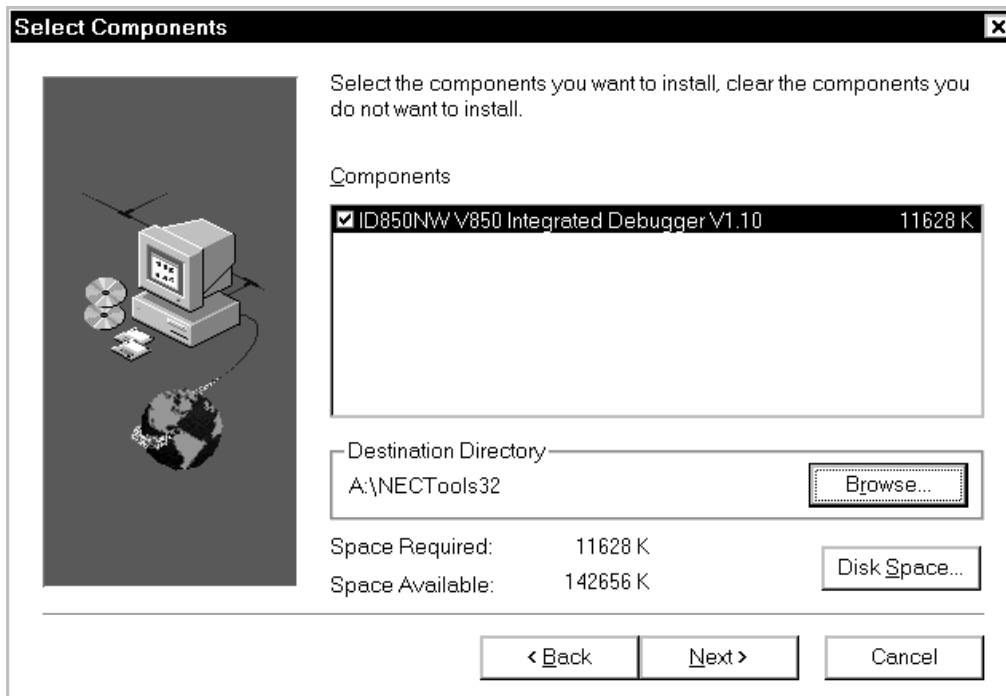 Select Components
Select the components you want to install, clear the components you
do not want to install.
Components
ID850NW V850 Integrated Debugger V1.10 11628 K
Destination Directory
A:\NECTools32
Browse...
Space Required: 11628 K
Space Available: 142656 K
Disk Space...
< Back
Next >
Cancel